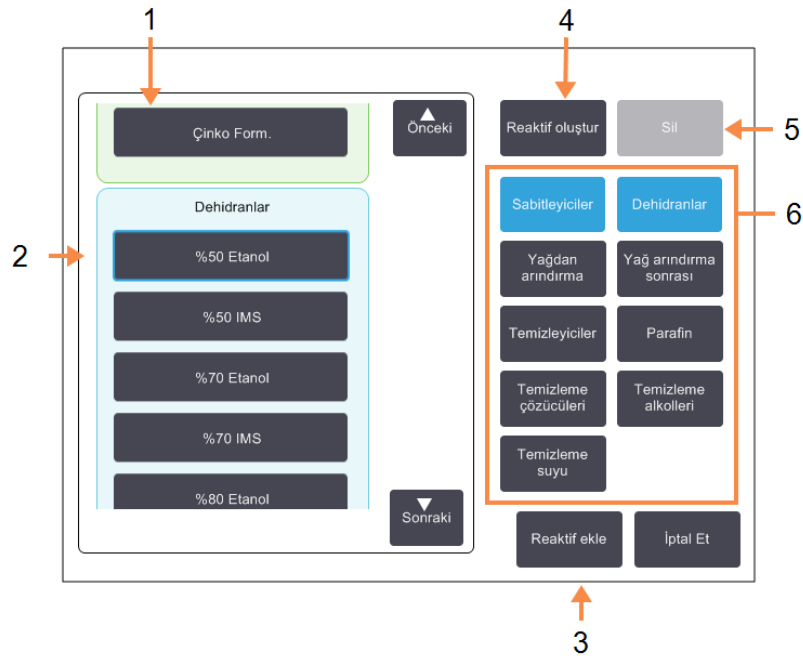 1
4
Çinko Form.
Önceki
Reaktif oluştur
Sil
5
Dehidranlar
Sabitleyiciler
Dehidranlar
6
2
%50 Etanol
Yağdan
arındırma
Yağ arındırma
sonrası
%50 IMS
Temizleyiciler
Parafin
%70 Etanol
Temizleme
çözücüleri
Temizleme
alkolleri
%70 IMS
Temizleme
suyu
%80 Etanol
Sonraki
Reaktif ekle
İptal Et
3